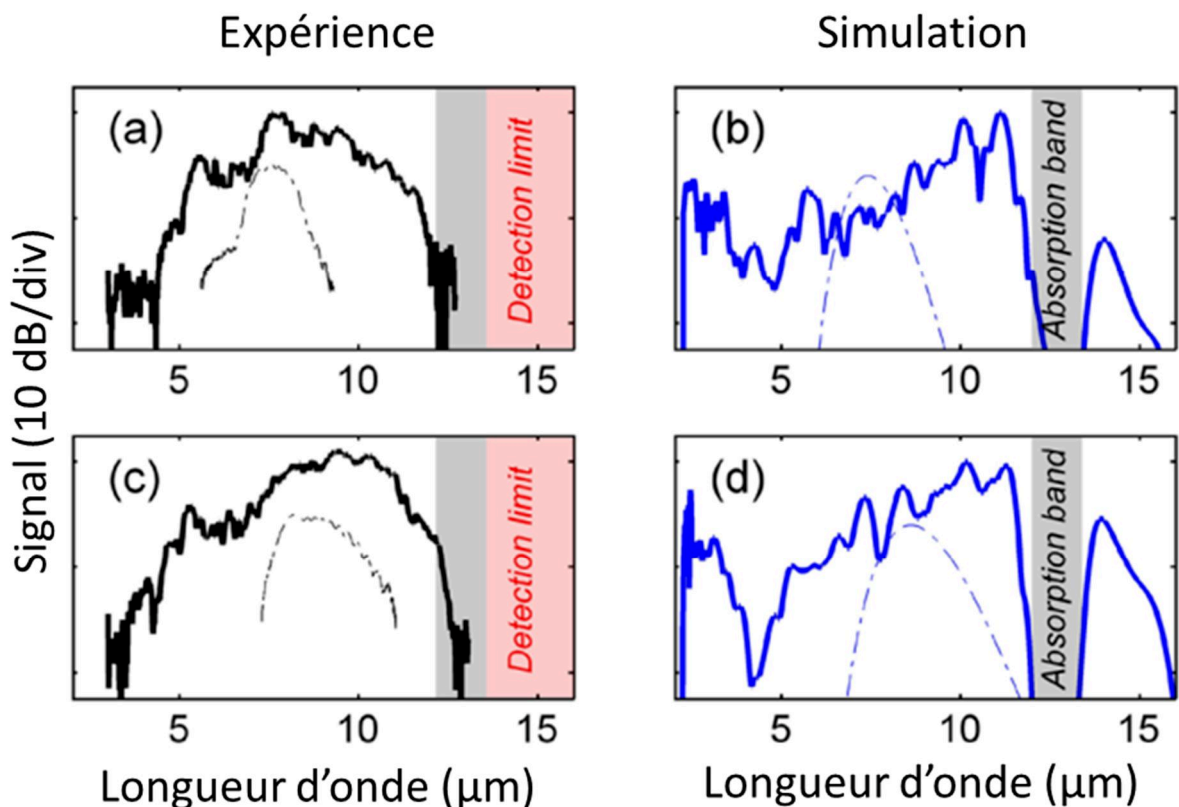 Expérience
Simulation
Signal (10 dB/div)
(a)
Detection limit
5
10
15
(b)
Absorption band
5
10
15
(c)
Detection limit
5
10
15
(d)
Absorption band
5
10
15
Longueur d'onde (µm)
Longueur d'onde (µm)